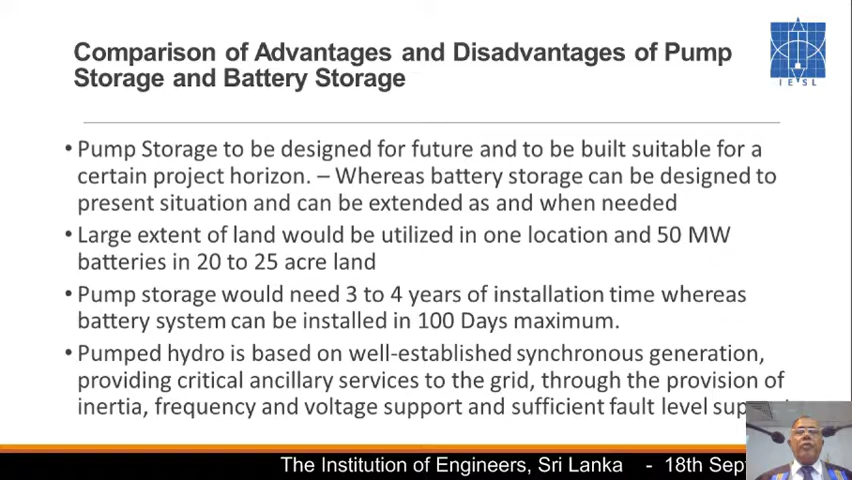 Comparison of Advantages and Disadvantages of Pump
Storage and Battery Storage
IESL
• Pump Storage to be designed for future and to be built suitable for a
certain project horizon. – Whereas battery storage can be designed to
present situation and can be extended as and when needed
• Large extent of land would be utilized in one location and 50 MW
batteries in 20 to 25 acre land
• Pump storage would need 3 to 4 years of installation time whereas
battery system can be installed in 100 Days maximum.
• Pumped hydro is based on well-established synchronous generation,
providing critical ancillary services to the grid, through the provision of
inertia, frequency and voltage support and sufficient fault level
The Institution of Engineers, Sri Lanka - 18th Sep